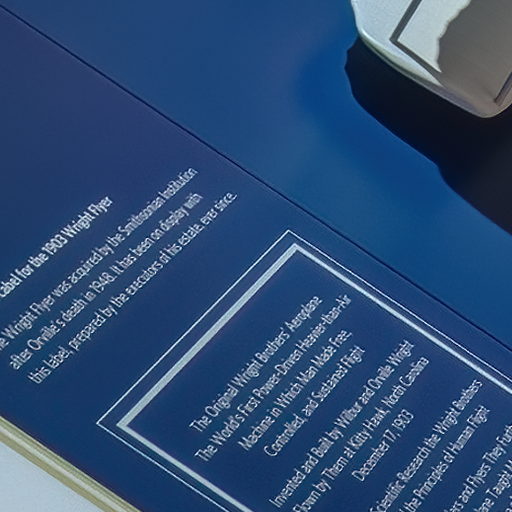 Label for the 1903 Wright Flyer
Wright Flyer was acquired by the Smithsonian Institution
after Orville's death in 1948. It has been on display with
this label, prepared by the executors of his estate, ever since.
The Original Wright Brothers' Aeroplane
The World's First Power-Driven Heavier-than-Air
Machine in Which Man Made Free,
Controlled, and Sustained Flight
Invented and Built by Wilbur and Orville Wright
Flown by Them at Kitty Hawk, North Carolina
December 17, 1903
Scientific Research the Wright Brothers
the Principles of Human Flight
and Flyers They